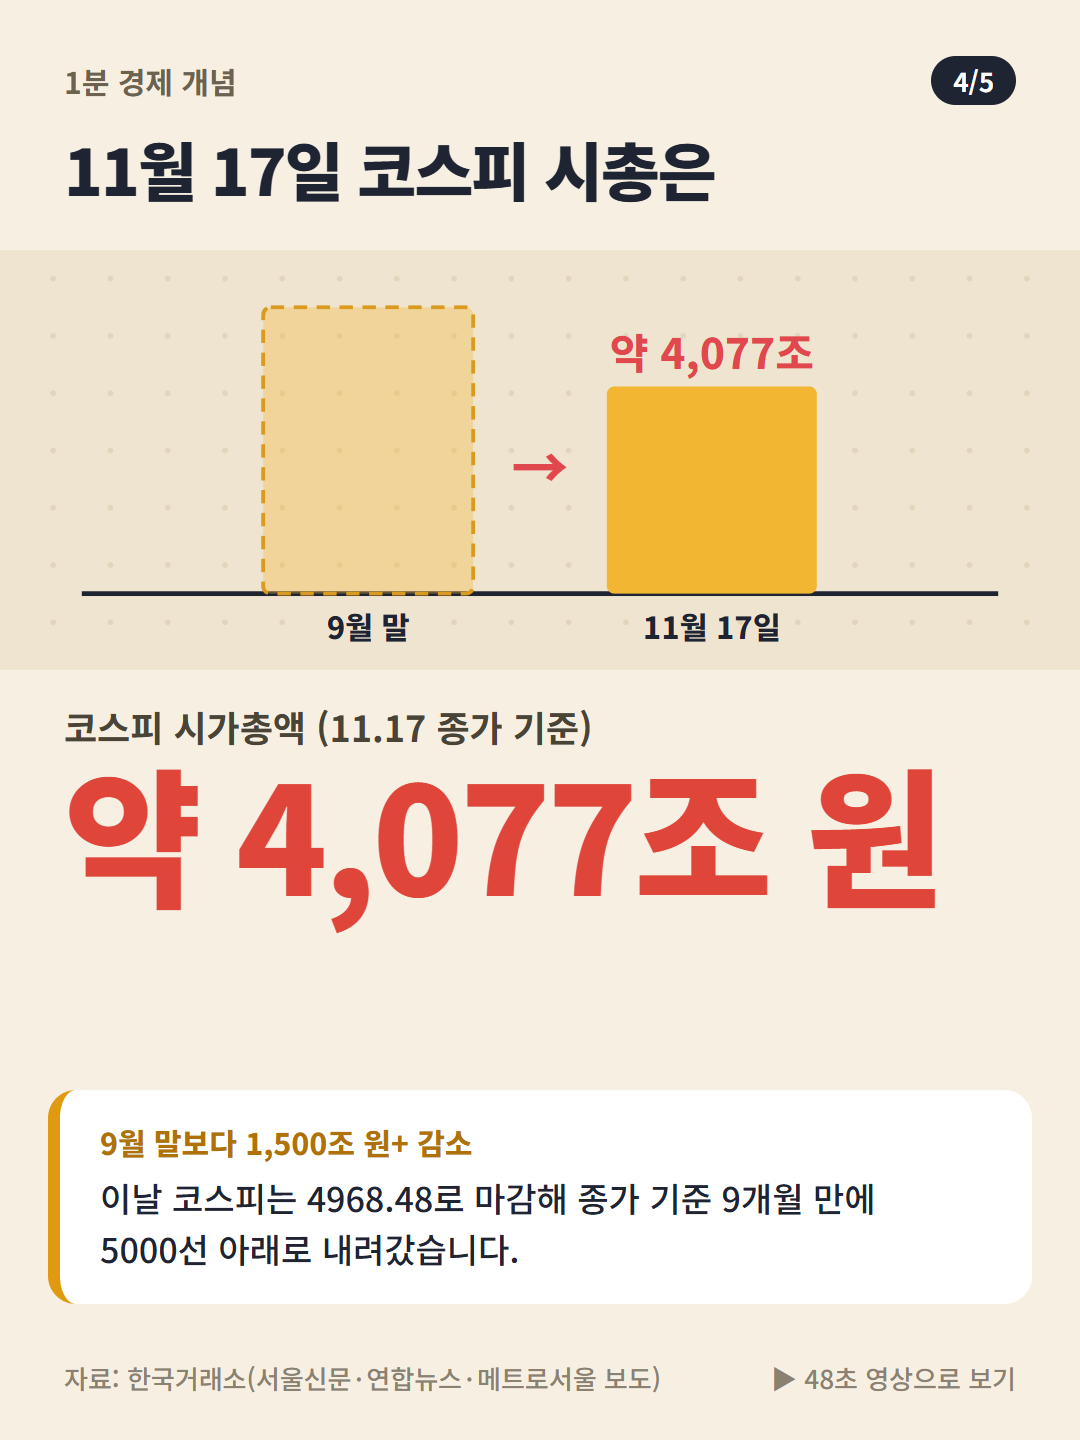 1분 경제 개념
4/5
11월 17일 코스피 시총은
약 4,077조
→
9월 말
11월 17일
코스피 시가총액 (11.17 종가 기준)
약 4,077조 원
9월 말보다 1,500조 원+ 감소
이날 코스피는 4968.48로 마감해 종가 기준 9개월 만에
5000선 아래로 내려갔습니다.
자료: 한국거래소(서울신문·연합뉴스·메트로서울 보도)
▶ 48초 영상으로 보기